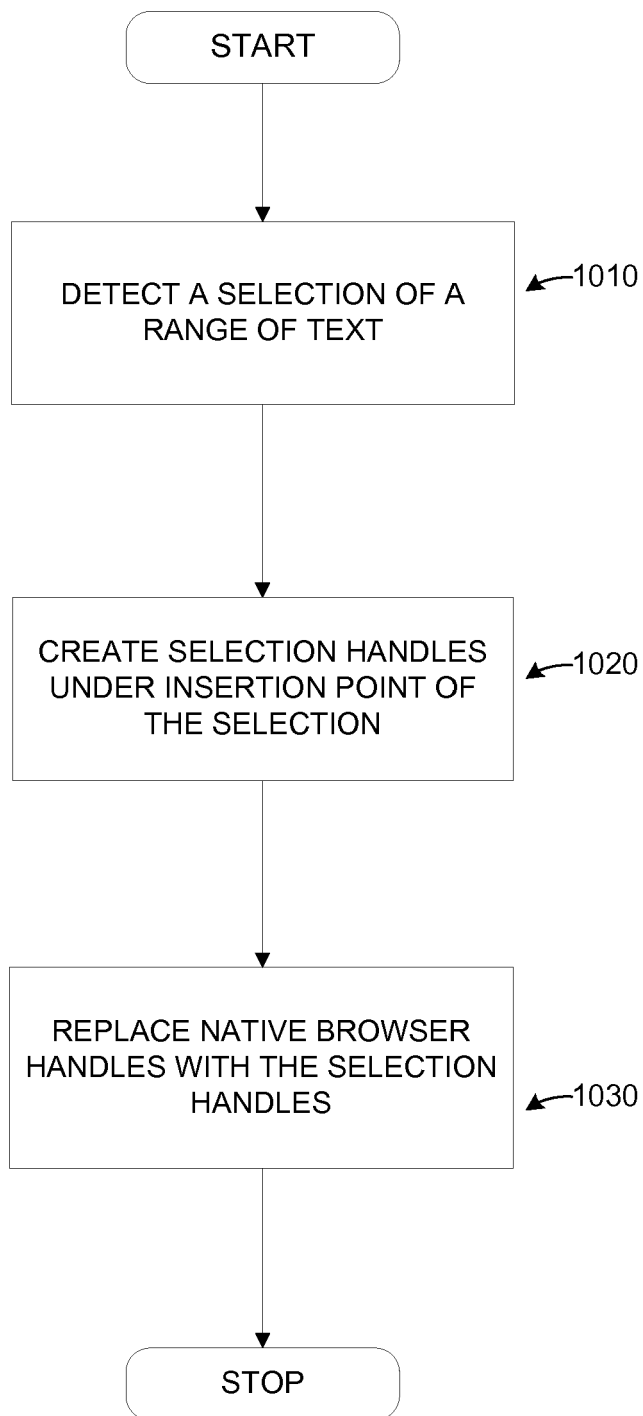 START
DETECT A SELECTION OF A
RANGE OF TEXT
1010
CREATE SELECTION HANDLES
UNDER INSERTION POINT OF
THE SELECTION
1020
REPLACE NATIVE BROWSER
HANDLES WITH THE SELECTION
HANDLES
1030
STOP